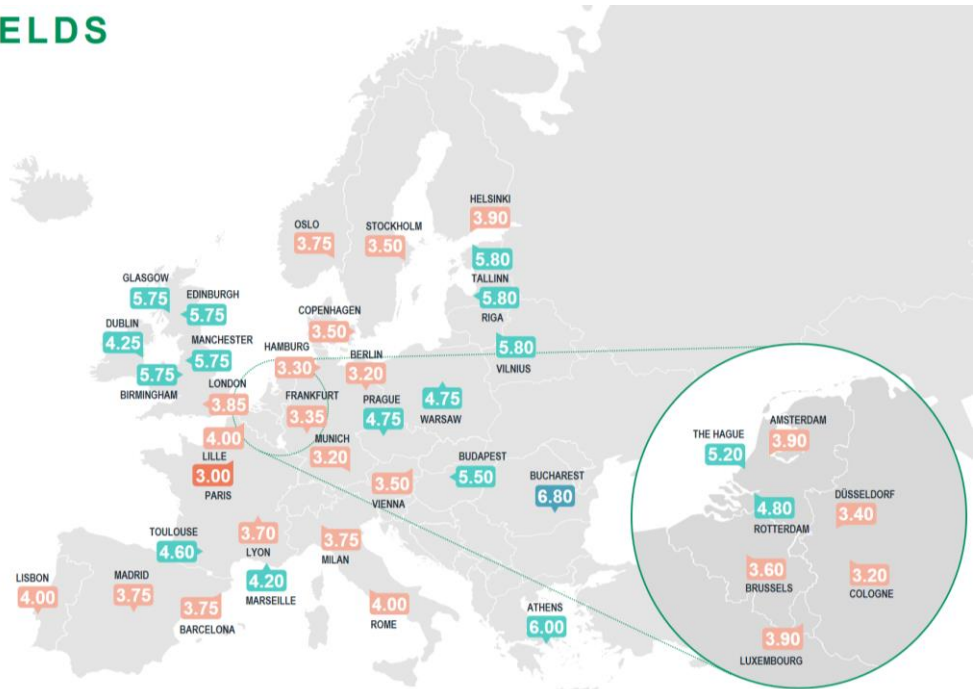 ELDS
HELSINKI
3.90
OSLO
3.75
STOCKHOLM
3.50
5.80
TALLINN
5.80
RIGA
GLASGOW
5.75
EDINBURGH
5.75
COPENHAGEN
3.50
DUBLIN
4.25
MANCHESTER
5.75
5.75
BIRMINGHAM
HAMBURG
3.30
BERLIN
3.20
5.80
VILNIUS
LONDON
3.85
FRANKFURT
3.35
PRAGUE
4.75
4.75
WARSAW
4.00
LILLE
3.00
PARIS
MUNICH
3.20
3.50
VIENNA
BUDAPEST
5.50
BUCHAREST
6.80
TOULOUSE
4.60
3.70
LYON
3.75
MILAN
4.20
MARSEILLE
LISBON
4.00
MADRID
3.75
3.75
BARCELONA
4.00
ROME
ATHENS
6.00
AMSTERDAM
3.90
THE HAGUE
5.20
4.80
ROTTERDAM
DÜSSELDORF
3.40
3.60
BRUSSELS
3.20
COLOGNE
3.90
LUXEMBOURG